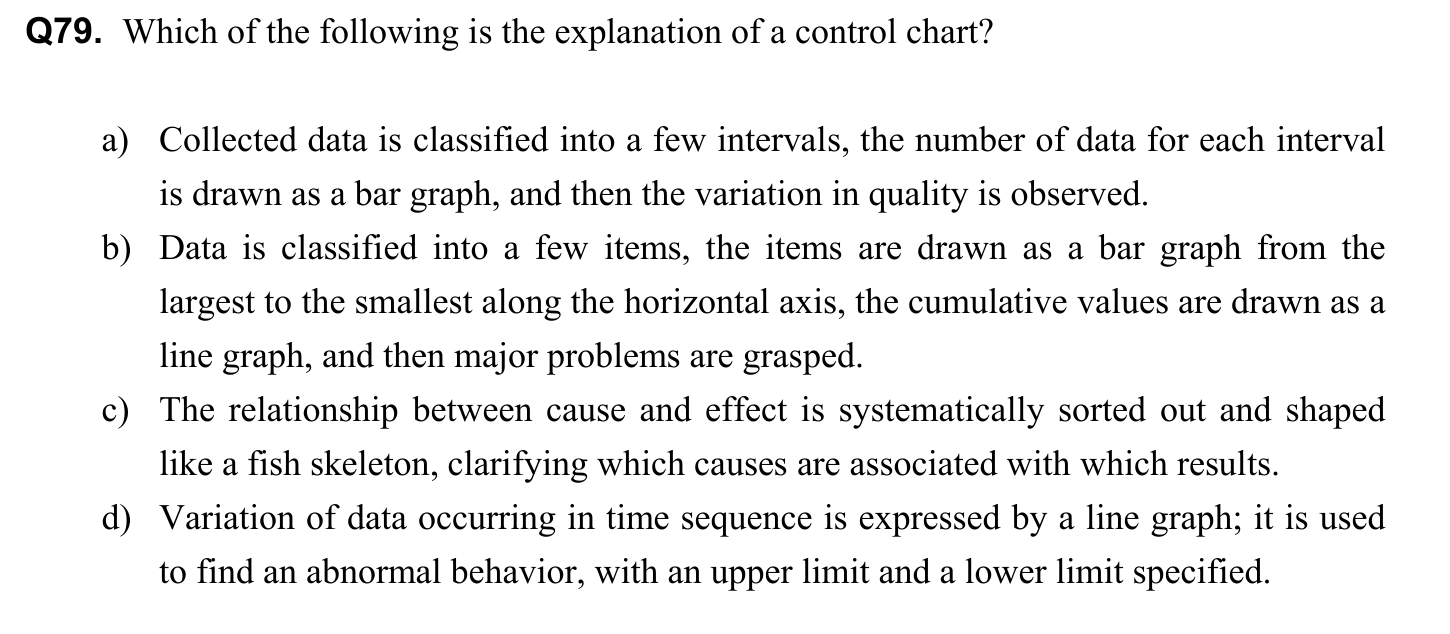 Q79. Which of the following is the explanation of a control chart?
a) Collected data is classified into a few intervals, the number of data for each interval
is drawn as a bar graph, and then the variation in quality is observed.
b) Data is classified into a few items, the items are drawn as a bar graph from the
largest to the smallest along the horizontal axis, the cumulative values are drawn as a
line graph, and then major problems are grasped.
c) The relationship between cause and effect is systematically sorted out and shaped
like a fish skeleton, clarifying which causes are associated with which results.
d) Variation of data occurring in time sequence is expressed by a line graph; it is used
to find an abnormal behavior, with an upper limit and a lower limit specified.